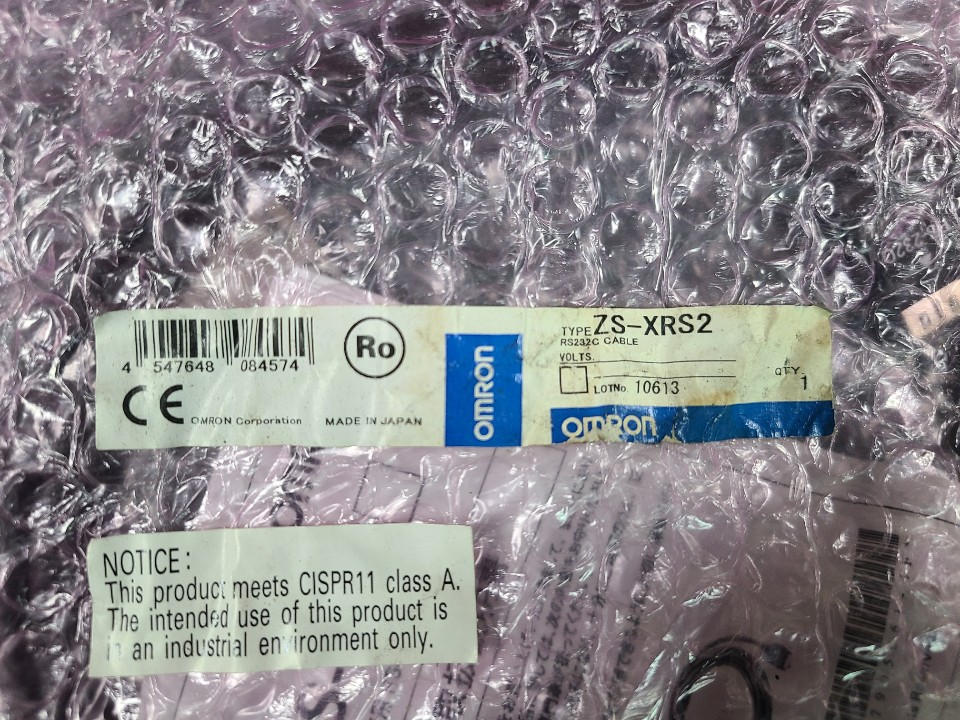 4 547648 084574
Ro
CE
OMRON Corporation MADE IN JAPAN
OMRON
TYPE ZS-XRS2
RS232C CABLE
VOLTS.
LOTNo 10613
QTY.
1
OMRON
NOTICE:
This product meets CISPR11 class A.
The intended use of this product is
in an industrial environment only.